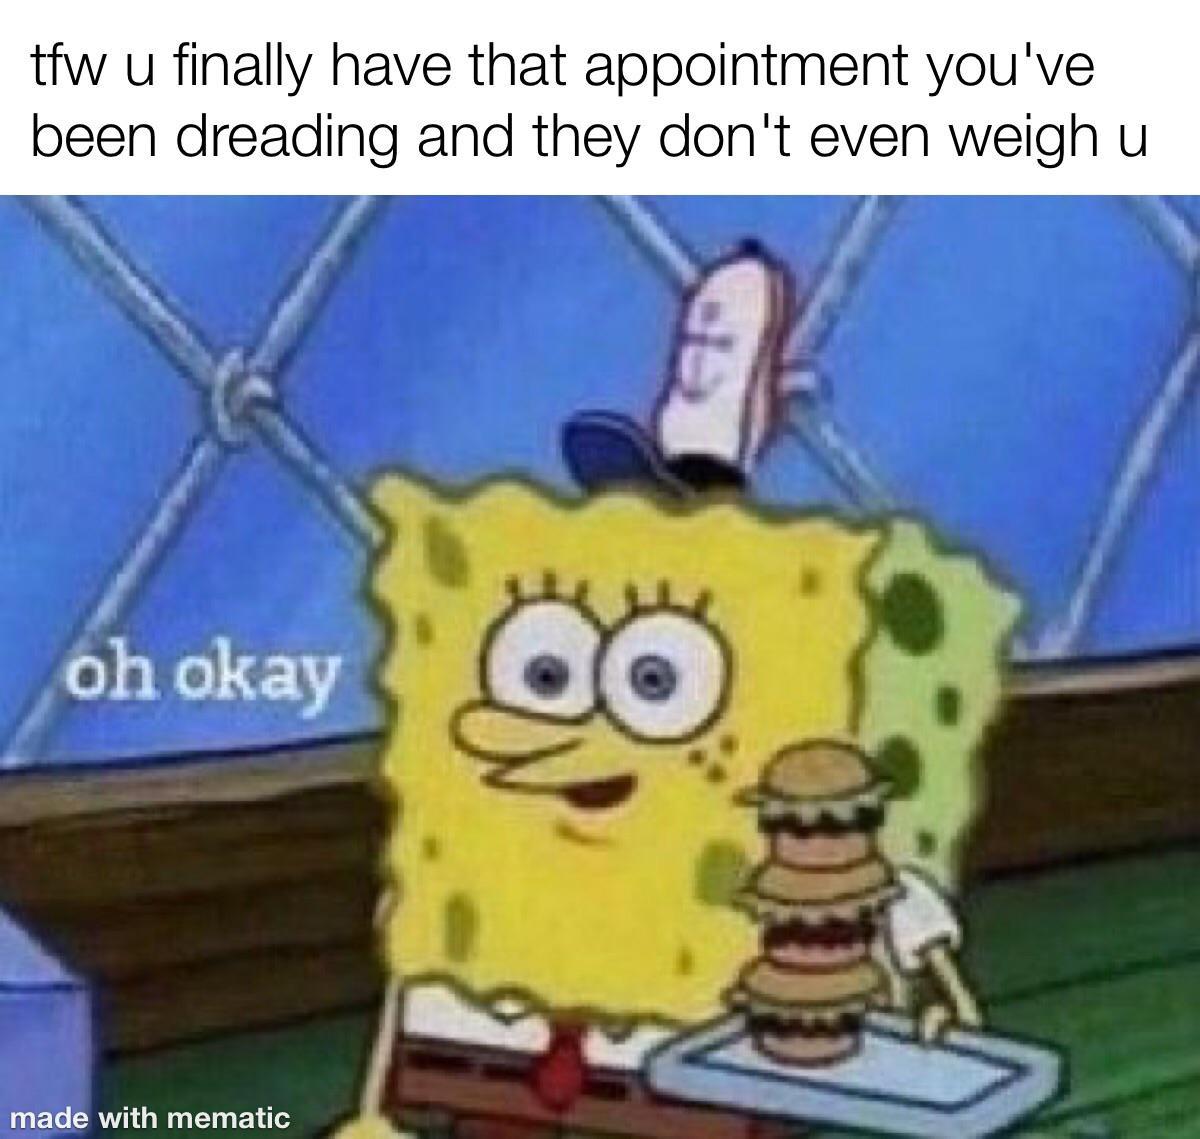 tfw u finally have that appointment you've
been dreading and they don't even weigh u
oh okay
made with mematic